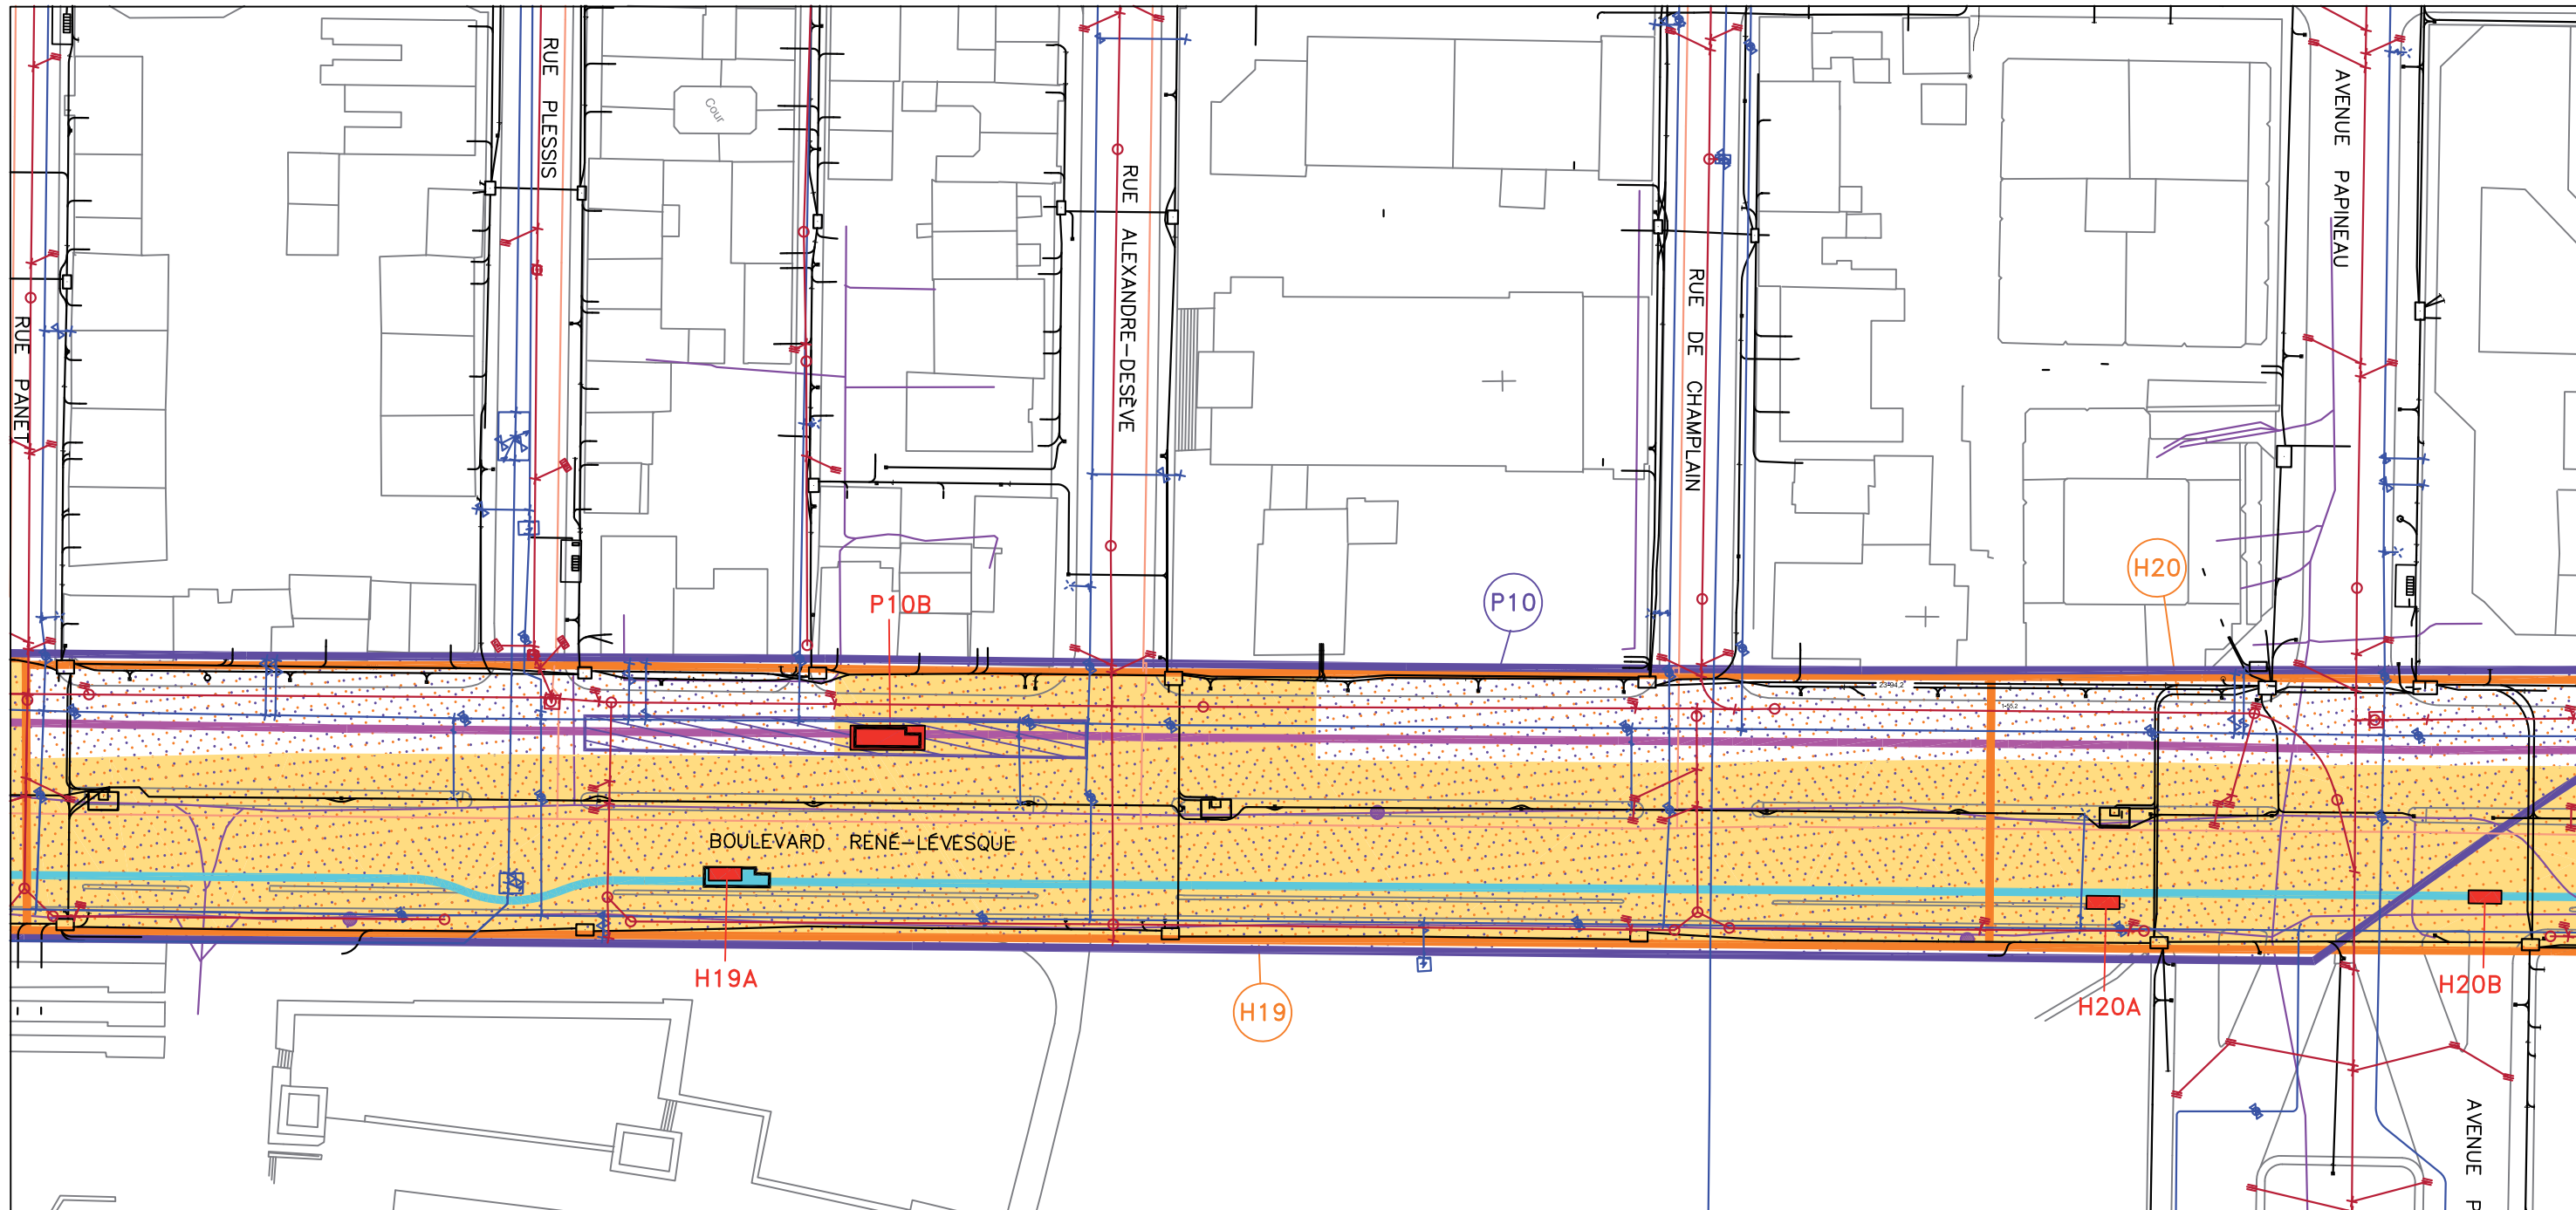 RUE PANET
RUE PLESSIS
Cour
RUE ALEXANDRE-DESÈVE
RUE DE CHAMPLAIN
AVENUE PAPINEAU
P10B
P10
H20
BOULEVARD RENÉ-LÉVESQUE
H19A
H19
H20A
H20B
AVENUE P